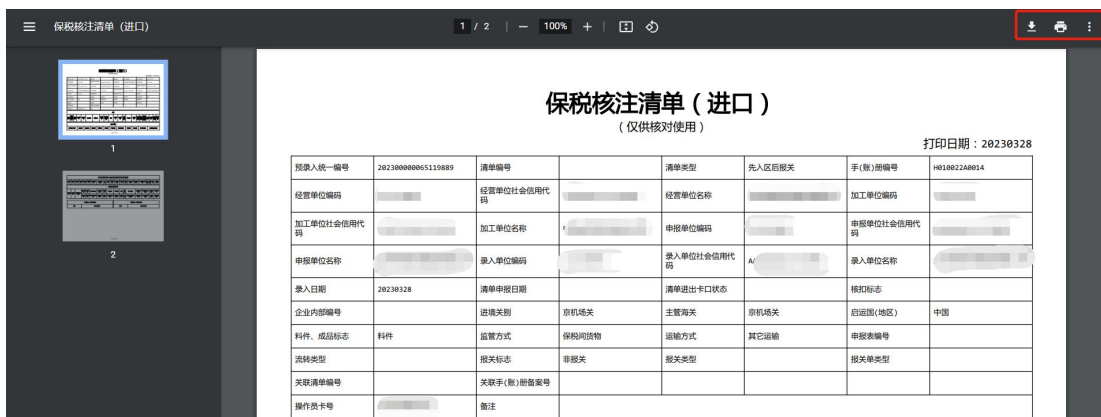 保税核注清单（进口）
1 / 2 | − 100% +
1
2
保税核注清单（进口）
（仅供核对使用）
打印日期：20230328
预录入统一编号 202300000065119889 清单编号 清单类型 先入区后报关 手(账)册编号 H010022A0014
经营单位编码 经营单位社会信用代码 经营单位名称 加工单位编码
加工单位社会信用代码 加工单位名称 申报单位编码 申报单位社会信用代码
申报单位名称 录入单位编码 录入单位社会信用代码 录入单位名称
录入日期 20230328 清单申报日期 清单进出卡口状态 核扣标志
企业内部编号 进境关别 京机场关 主管海关 京机场关 启运国(地区) 中国
料件、成品标志 料件 监管方式 保税间货物 运输方式 其它运输 申报表编号
流转类型 报关标志 非报关 报关类型 报关单类型
关联清单编号 关联手(账)册备案号
操作员卡号 备注